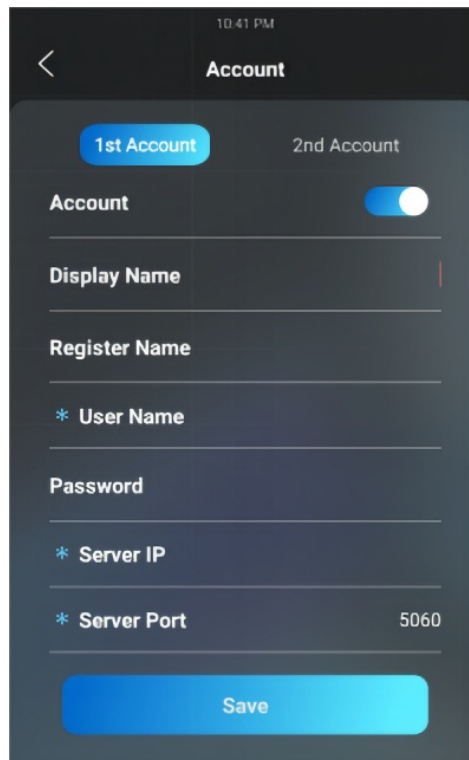 10:41 PM
Account
1st Account 2nd Account
Account
Display Name
Register Name
* User Name
Password
* Server IP
* Server Port 5060
Save